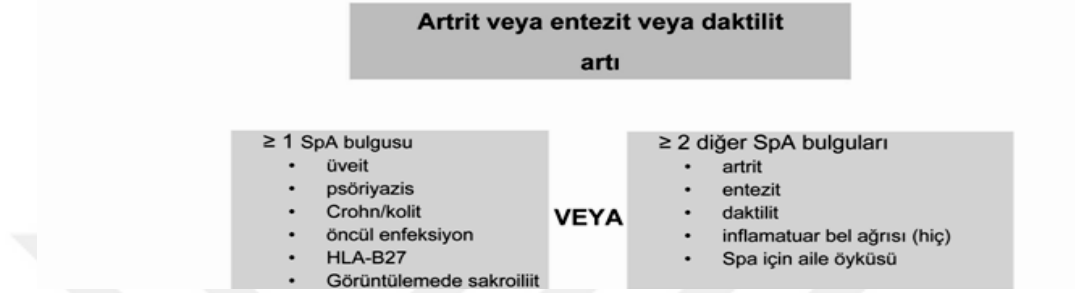 Artrit veya entezit veya daktilit
artı
≥ 1 SpA bulgusu
• üveit
• psöriyazis
• Crohn/kolit
• öncül enfeksiyon
• HLA-B27
• Görüntülemede sakroiliit
VEYA
≥ 2 diğer SpA bulguları
• artrit
• entezit
• daktilit
• inflamatuar bel ağrısı (hiç)
• Spa için aile öyküsü